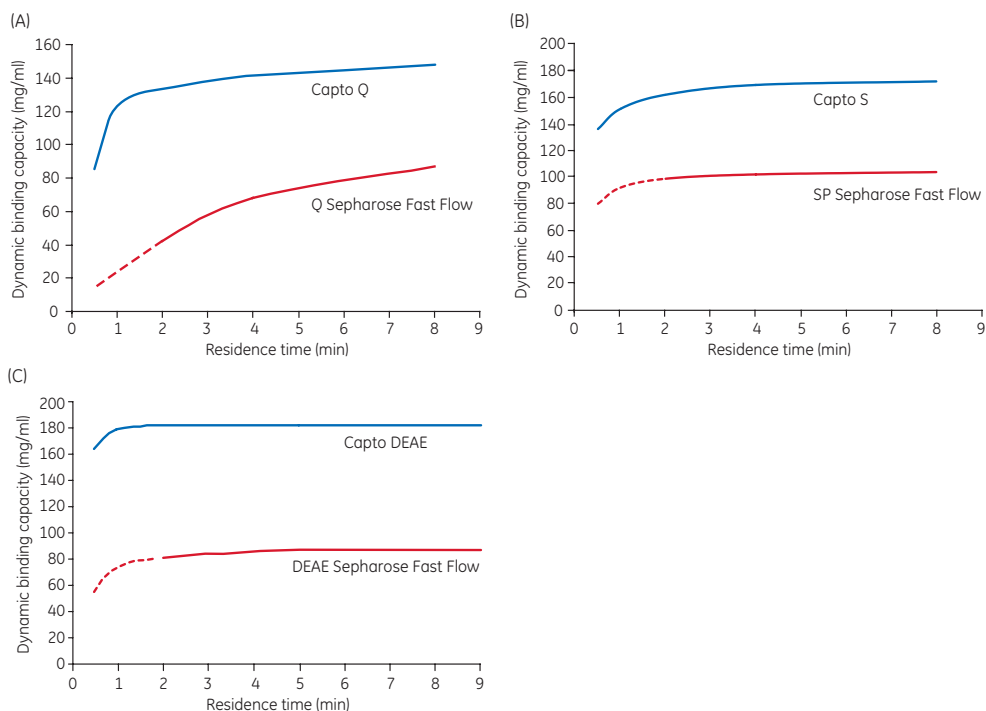 (A)
Dynamic binding capacity (mg/ml)
160
140
120
100
80
60
40
20
0
0 1 2 3 4 5 6 7 8 9
Residence time (min)
Capto Q
Q Sepharose Fast Flow
(B)
Dynamic binding capacity (mg/ml)
200
180
160
140
120
100
80
60
40
20
0
0 1 2 3 4 5 6 7 8 9
Residence time (min)
Capto S
SP Sepharose Fast Flow
(C)
Dynamic binding capacity (mg/ml)
200
180
160
140
120
100
80
60
40
20
0
0 1 2 3 4 5 6 7 8 9
Residence time (min)
Capto DEAE
DEAE Sepharose Fast Flow